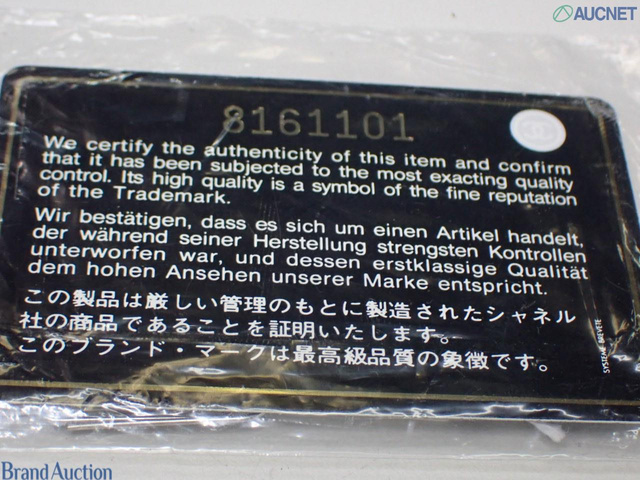 AUCNET
8161101
We certify the authenticity of this item and confirm
that it has been subjected to the most exacting quality
control. Its high quality is a symbol of the fine reputation
of the Trademark.
Wir bestätigen, dass es sich um einen Artikel handelt,
der während seiner Herstellung strengsten Kontrollen
unterworfen war, und dessen erstklassige Qualität
dem hohen Ansehen unserer Marke entspricht.
この製品は厳しい管理のもとに製造されたシャネル
社の商品であることを証明いたします。
このブランド・マークは最高級品質の象徴です。
SYSTEME BREVETE
Brand Auction